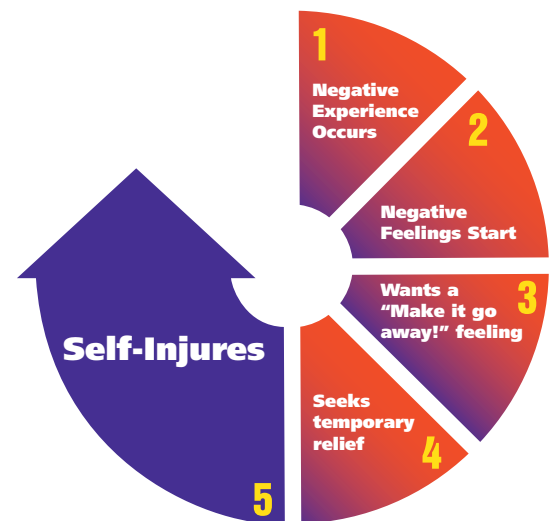 1
Negative
Experience
Occurs
2
Negative
Feelings Start
3
Wants a
“Make it go
away!” feeling
4
Seeks
temporary
relief
5
Self-Injures